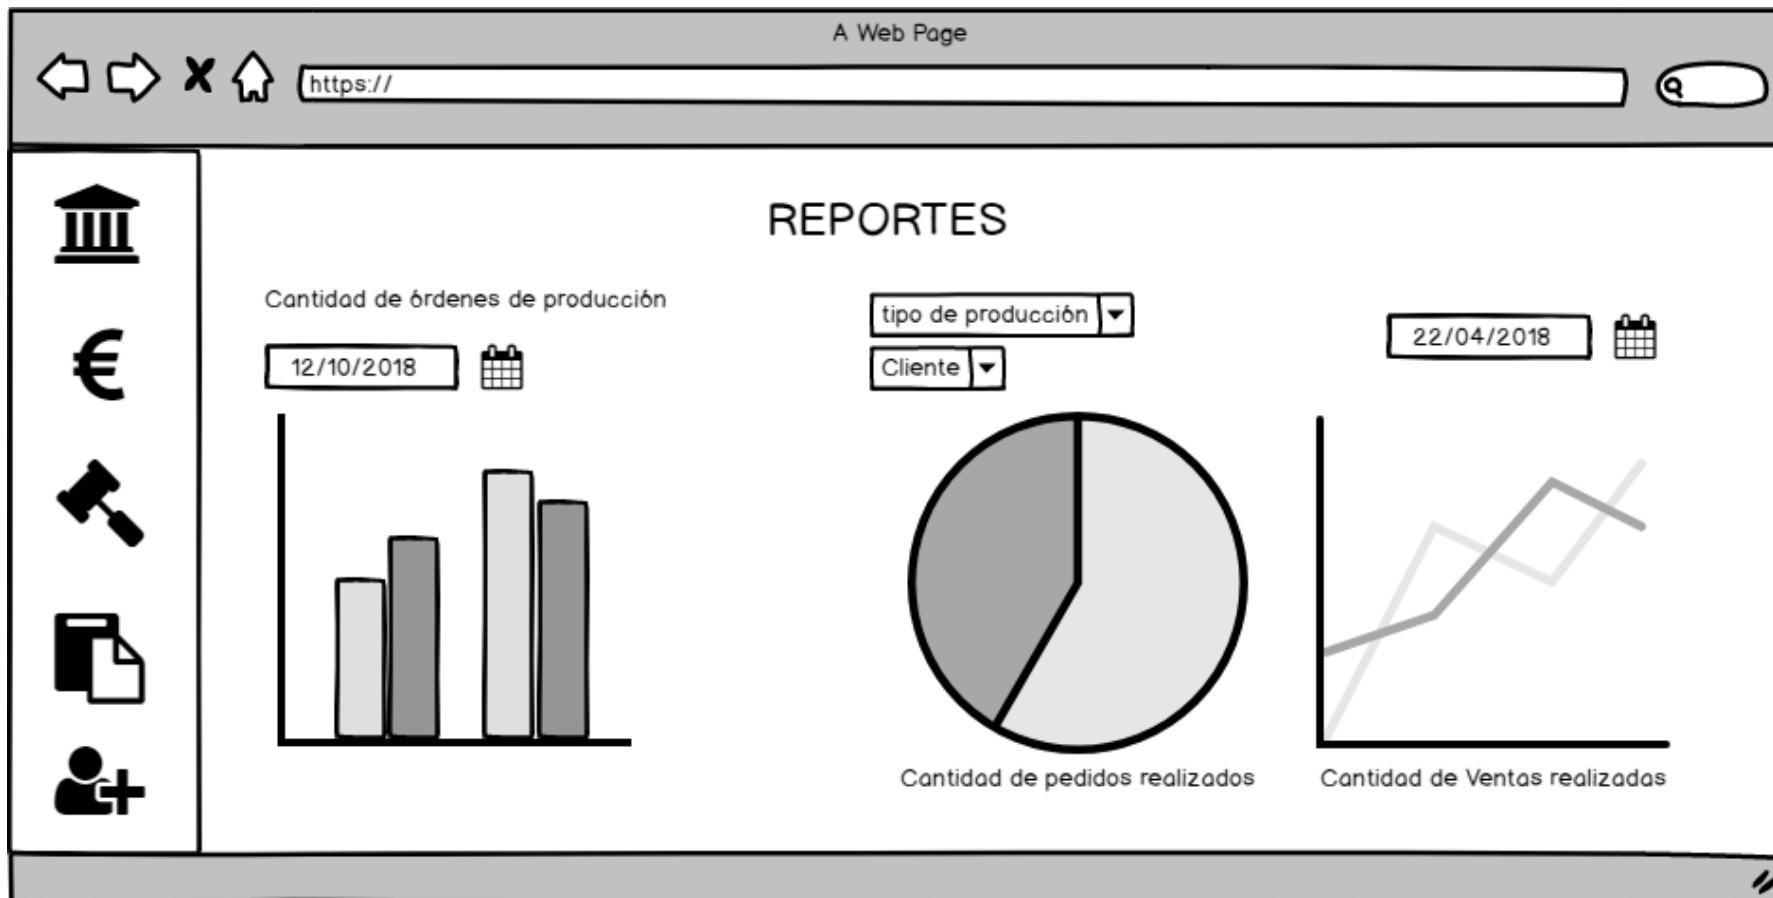 A Web Page
https://
REPORTES
Cantidad de órdenes de producción
12/10/2018
tipo de producción
Cliente
22/04/2018
Cantidad de pedidos realizados
Cantidad de Ventas realizadas